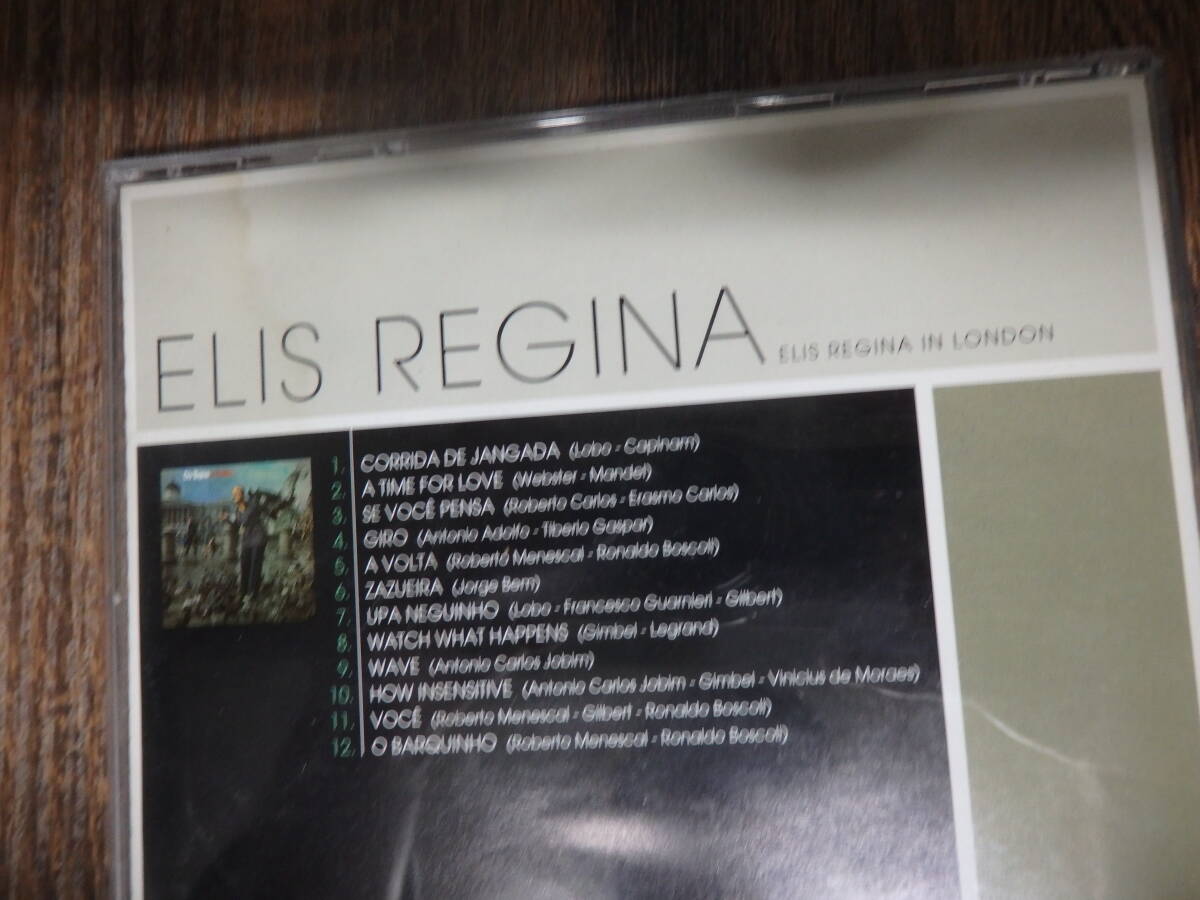 ELIS REGINA ELIS REGINA IN LONDON
1. CORRIDA DE JANGADA (Lobo - Capinam)
2. A TIME FOR LOVE (Webster - Mandel)
3. SE VOCÊ PENSA (Roberto Carlos - Erasmo Carlos)
4. GIRO (Antonio Adolfo - Tiberio Gaspar)
5. A VOLTA (Roberto Menescal - Ronaldo Boscoli)
6. ZAZUEIRA (Jorge Bem)
7. UPA NEGUINHO (Lobo - Francesco Guarnieri - Gilbert)
8. WATCH WHAT HAPPENS (Gimbel - Legrand)
9. WAVE (Antonio Carlos Jobim)
10. HOW INSENSITIVE (Antonio Carlos Jobim - Gimbel - Vinicius de Moraes)
11. VOCÊ (Roberto Menescal - Gilbert - Ronaldo Boscoli)
12. O BARQUINHO (Roberto Menescal - Ronaldo Boscoli)